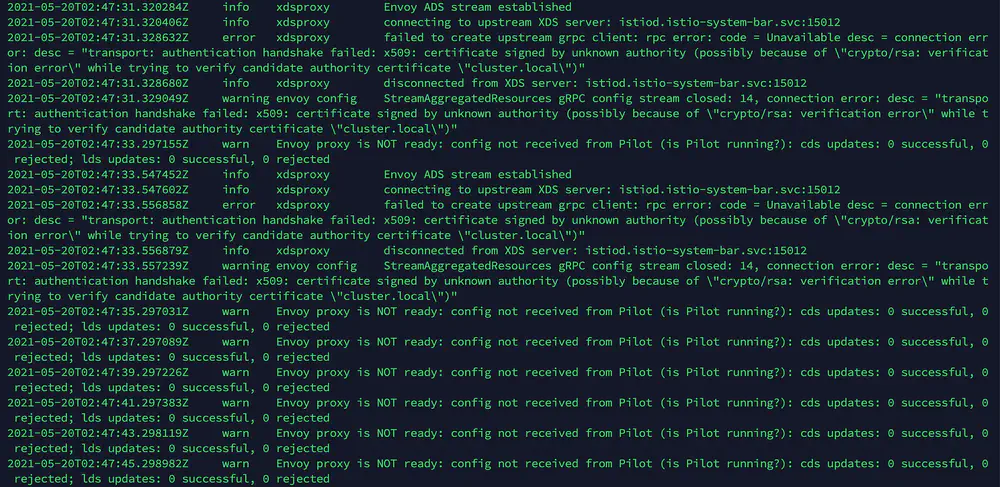 2021-05-20T02:47:31.320284Z info xdsproxy Envoy ADS stream established
2021-05-20T02:47:31.320406Z info xdsproxy connecting to upstream XDS server: istiod.istio-system-bar.svc:15012
2021-05-20T02:47:31.328632Z error xdsproxy failed to create upstream grpc client: rpc error: code = Unavailable desc = connection err
or: desc = "transport: authentication handshake failed: x509: certificate signed by unknown authority (possibly because of \"crypto/rsa: verificat
ion error\" while trying to verify candidate authority certificate \"cluster.local\")"
2021-05-20T02:47:31.328680Z info xdsproxy disconnected from XDS server: istiod.istio-system-bar.svc:15012
2021-05-20T02:47:31.329049Z warning envoy config StreamAggregatedResources gRPC config stream closed: 14, connection error: desc = "transpo
rt: authentication handshake failed: x509: certificate signed by unknown authority (possibly because of \"crypto/rsa: verification error\" while t
rying to verify candidate authority certificate \"cluster.local\")"
2021-05-20T02:47:33.297155Z warn Envoy proxy is NOT ready: config not received from Pilot (is Pilot running?): cds updates: 0 successful, 0
rejected; lds updates: 0 successful, 0 rejected
2021-05-20T02:47:33.547452Z info xdsproxy Envoy ADS stream established
2021-05-20T02:47:33.547602Z info xdsproxy connecting to upstream XDS server: istiod.istio-system-bar.svc:15012
2021-05-20T02:47:33.556858Z error xdsproxy failed to create upstream grpc client: rpc error: code = Unavailable desc = connection err
or: desc = "transport: authentication handshake failed: x509: certificate signed by unknown authority (possibly because of \"crypto/rsa: verificat
ion error\" while trying to verify candidate authority certificate \"cluster.local\")"
2021-05-20T02:47:33.556879Z info xdsproxy disconnected from XDS server: istiod.istio-system-bar.svc:15012
2021-05-20T02:47:33.557239Z warning envoy config StreamAggregatedResources gRPC config stream closed: 14, connection error: desc = "transpo
rt: authentication handshake failed: x509: certificate signed by unknown authority (possibly because of \"crypto/rsa: verification error\" while t
rying to verify candidate authority certificate \"cluster.local\")"
2021-05-20T02:47:35.297031Z warn Envoy proxy is NOT ready: config not received from Pilot (is Pilot running?): cds updates: 0 successful, 0
rejected; lds updates: 0 successful, 0 rejected
2021-05-20T02:47:37.297089Z warn Envoy proxy is NOT ready: config not received from Pilot (is Pilot running?): cds updates: 0 successful, 0
rejected; lds updates: 0 successful, 0 rejected
2021-05-20T02:47:39.297226Z warn Envoy proxy is NOT ready: config not received from Pilot (is Pilot running?): cds updates: 0 successful, 0
rejected; lds updates: 0 successful, 0 rejected
2021-05-20T02:47:41.297383Z warn Envoy proxy is NOT ready: config not received from Pilot (is Pilot running?): cds updates: 0 successful, 0
rejected; lds updates: 0 successful, 0 rejected
2021-05-20T02:47:43.298119Z warn Envoy proxy is NOT ready: config not received from Pilot (is Pilot running?): cds updates: 0 successful, 0
rejected; lds updates: 0 successful, 0 rejected
2021-05-20T02:47:45.298982Z warn Envoy proxy is NOT ready: config not received from Pilot (is Pilot running?): cds updates: 0 successful, 0
rejected; lds updates: 0 successful, 0 rejected